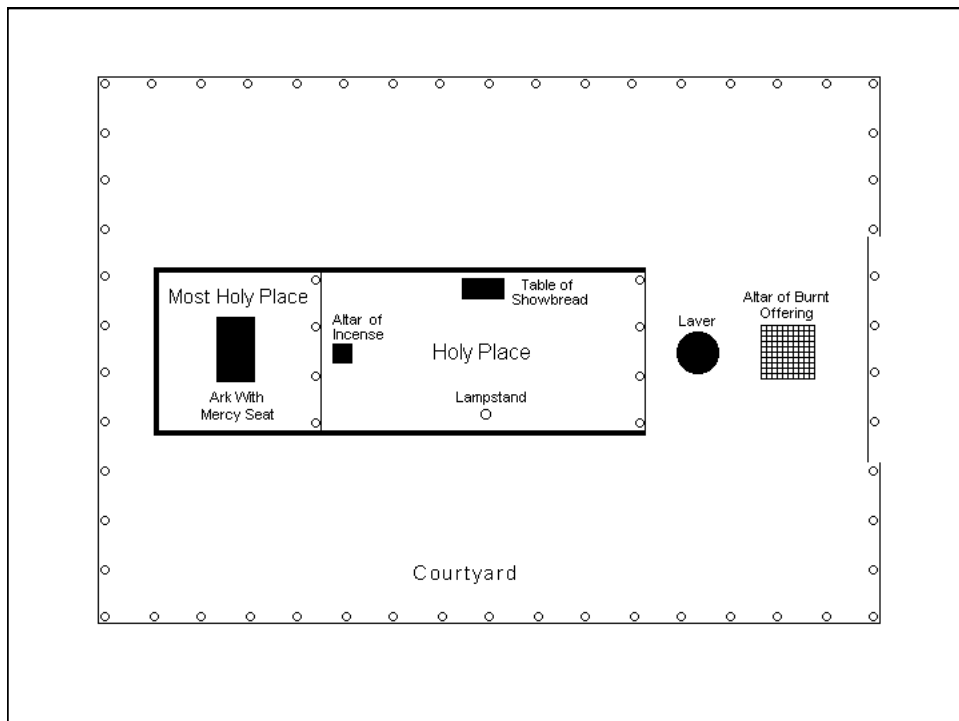 Most Holy Place
Ark With
Mercy Seat
Altar of
Incense
Table of
Showbread
Holy Place
Lampstand
Laver
Altar of Burnt
Offering
Courtyard